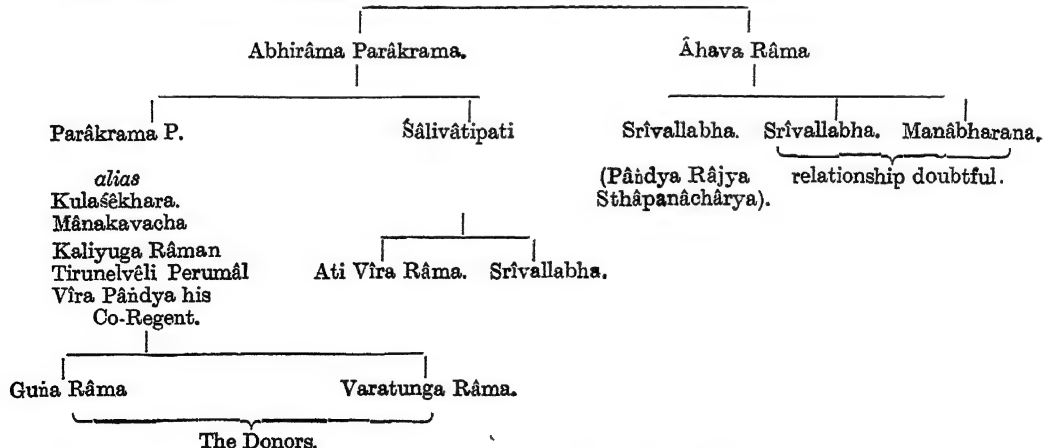 Abhirâma Parâkrama. Âhava Râma
Parâkrama P. Śâlivâtipati Srîvallabha. Srîvallabha. Manâbharana.
alias (Pâṅdya Râjya relationship doubtful.
Kulaśêkhara. Sthâpanâchârya).
Mânakavacha
Kaliyuga Râman
Tirunelvêli Perumâl Ati Vîra Râma. Srîvallabha.
Vîra Pâṅdya his
Co-Regent.
Guṅa Râma Varatunga Râma.
The Donors.